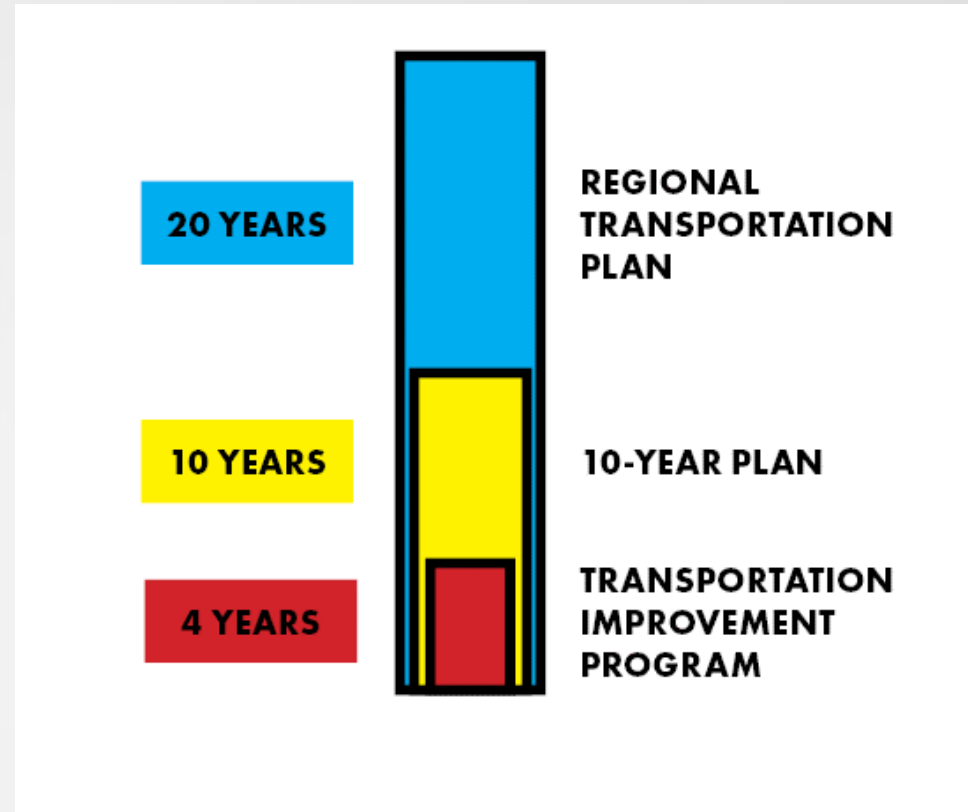 20 YEARS
REGIONAL
TRANSPORTATION
PLAN
10 YEARS
10-YEAR PLAN
4 YEARS
TRANSPORTATION
IMPROVEMENT
PROGRAM